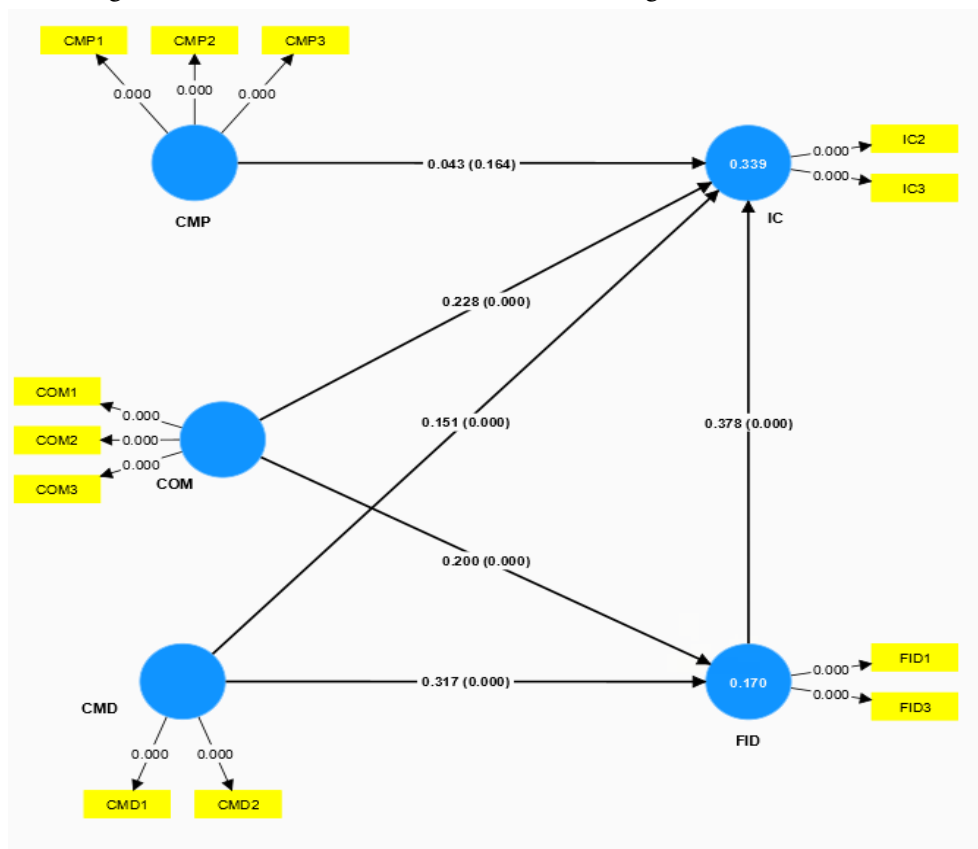 CMP1 CMP2 CMP3
0.000 0.000 0.000
CMP
0.043 (0.164)
0.339
IC
0.000
0.000
IC2
IC3
0.228 (0.000)
COM1
COM2
COM3
0.000
0.000
0.000
COM
0.151 (0.000)
0.378 (0.000)
0.200 (0.000)
CMD
0.317 (0.000)
0.170
FID
0.000
0.000
FID1
FID3
0.000 0.000
CMD1 CMD2